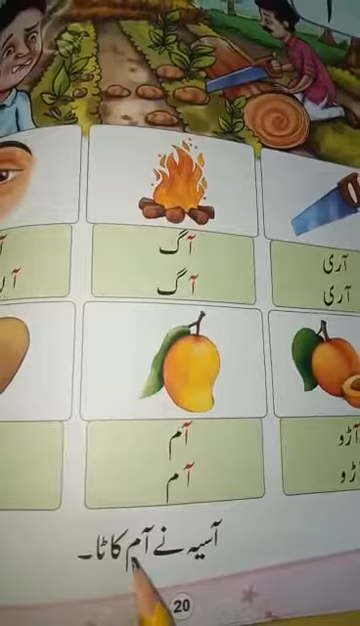 آری
آگ
آری
آگ
آڑو
آم
آم
آسیہ نے آم کاٹا۔
20